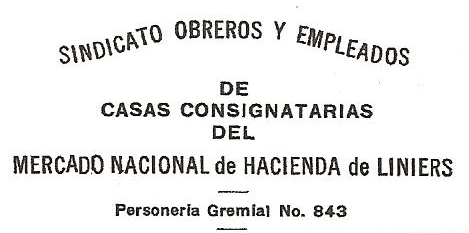 SINDICATO OBREROS Y EMPLEADOS
DE
CASAS CONSIGNATARIAS
DEL
MERCADO NACIONAL de HACIENDA de LINIERS
Personeria Gremial No. 843